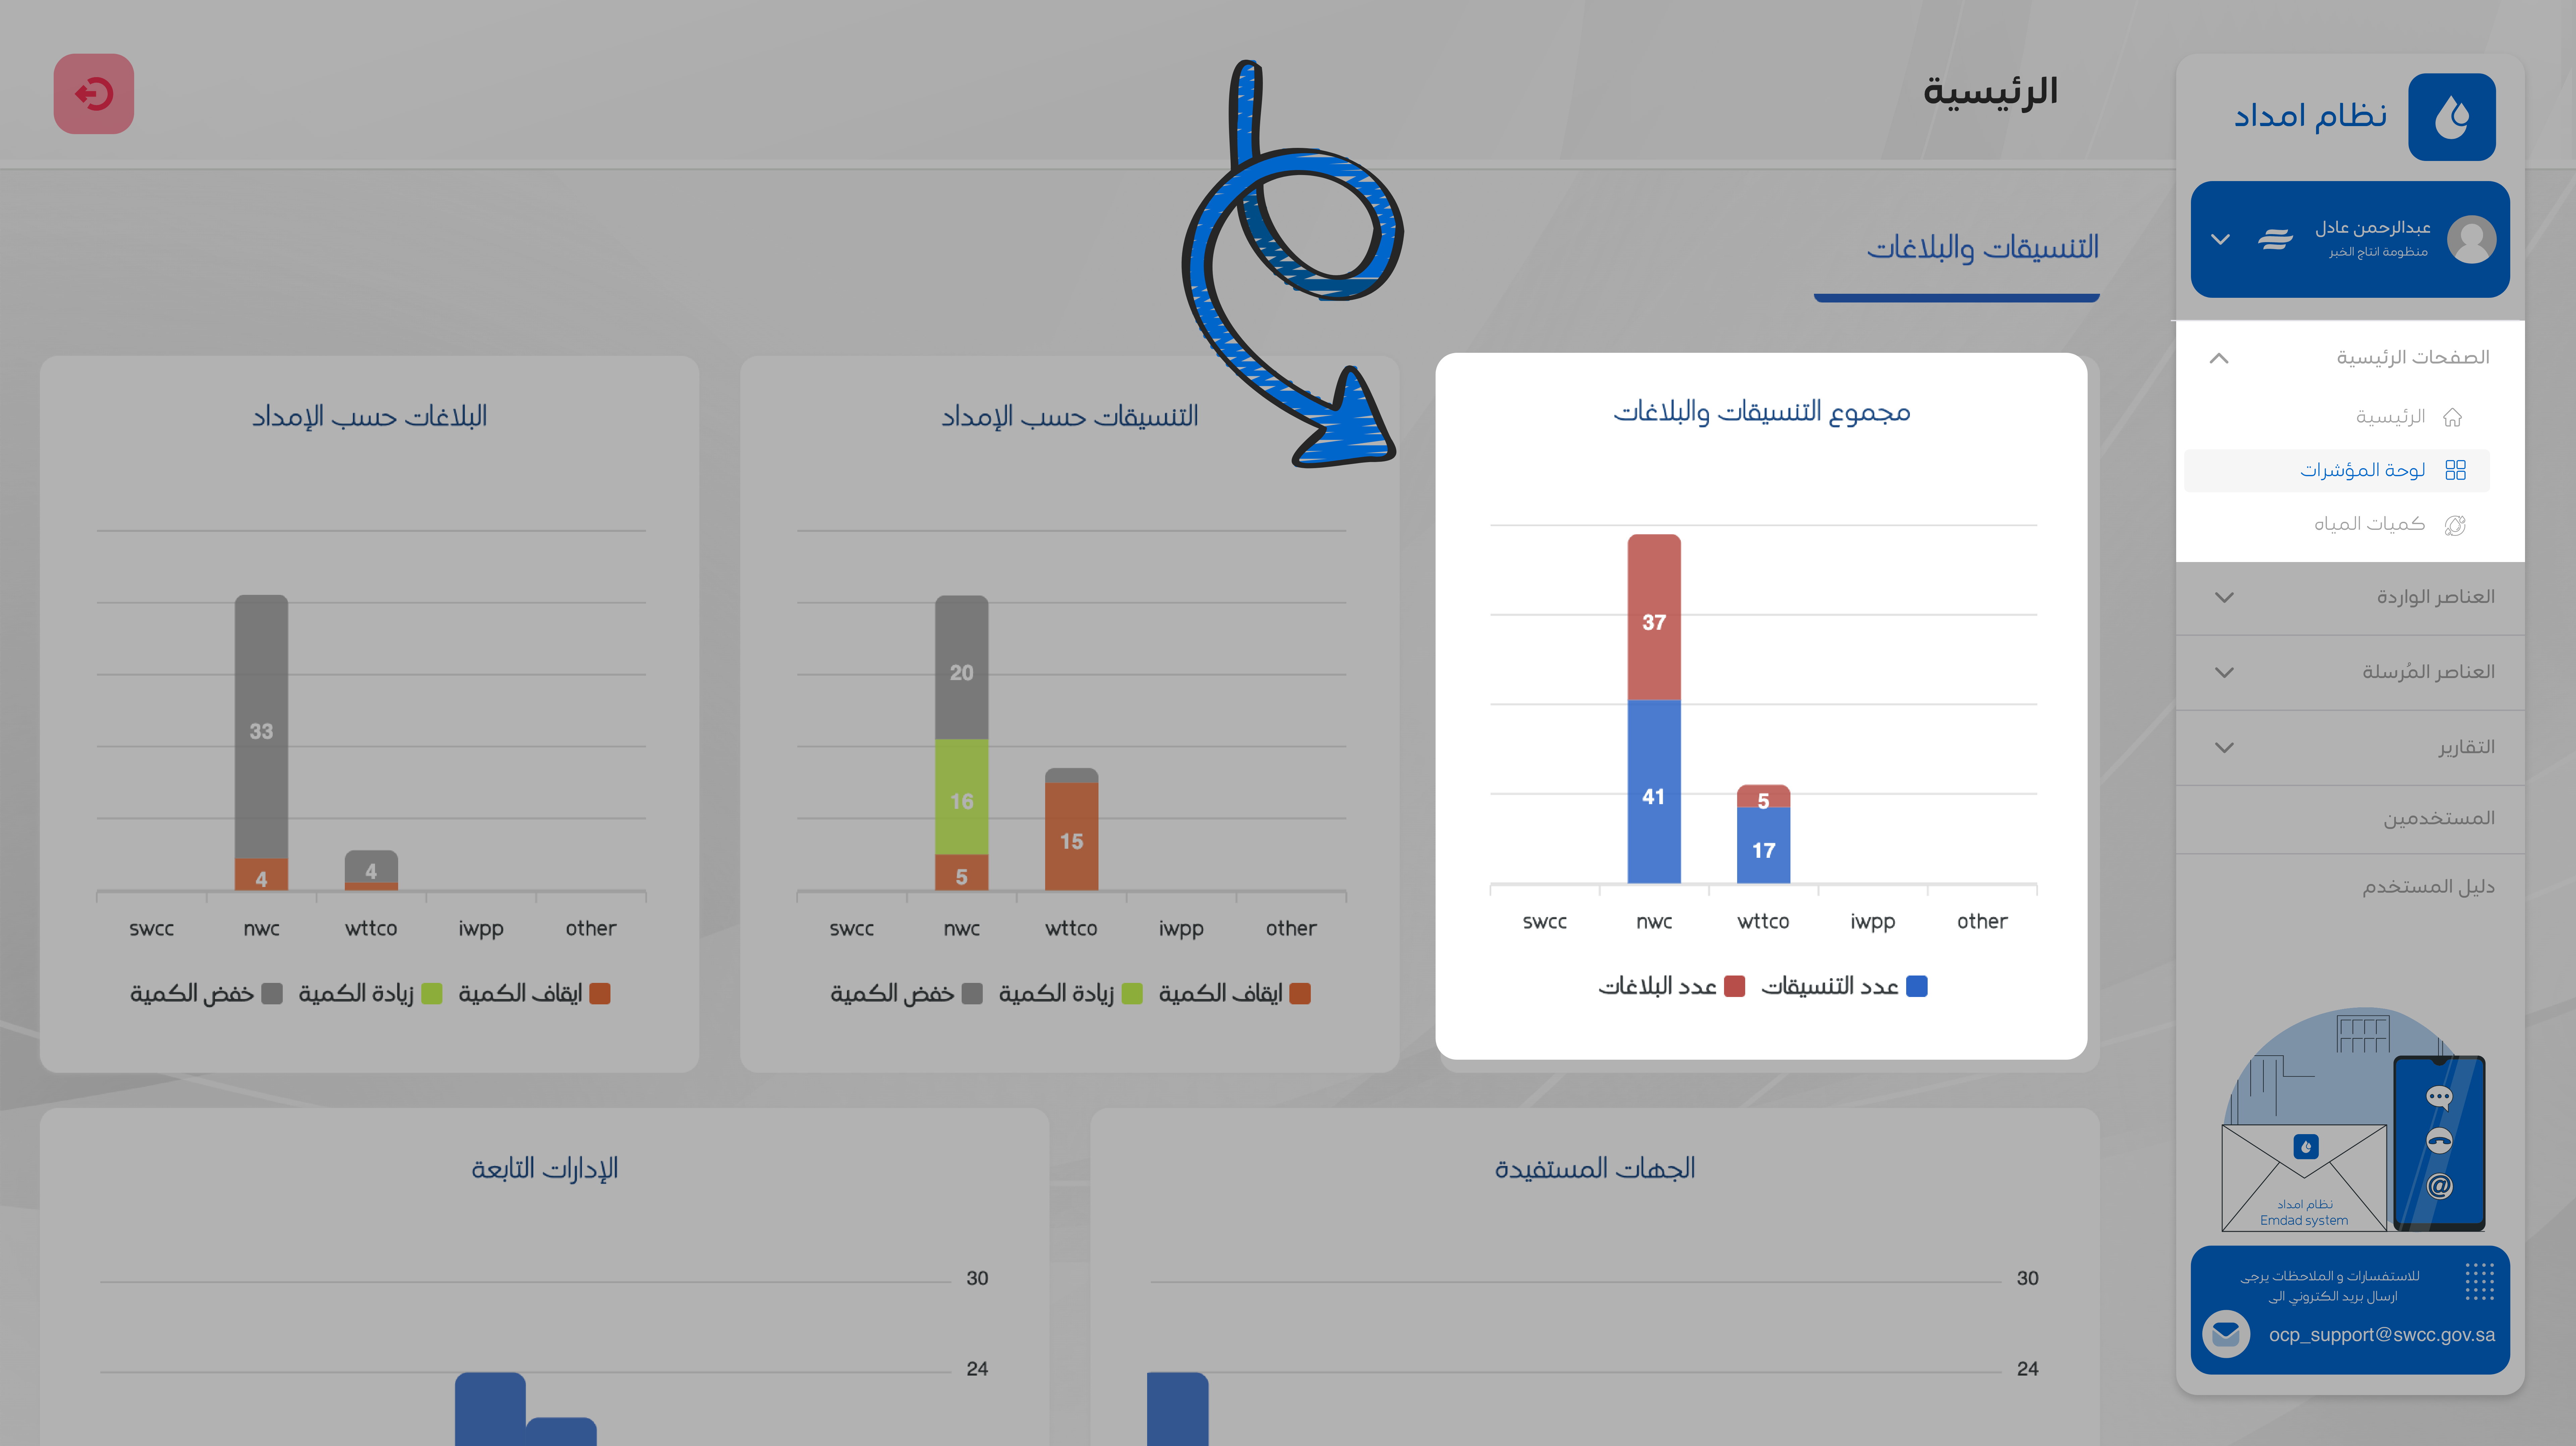 الرئيسية
نظام امداد
عبدالرحمن عادل
منظومة انتاج الخبر
الصفحات الرئيسية
الرئيسية
لوحة المؤشرات
كميات المياه
العناصر الواردة
العناصر المُرسلة
التقارير
المستخدمين
دليل المستخدم
نظام امداد
Emdad system
للاستفسارات و الملاحظات يرجى
ارسال بريد الكتروني الى
ocp_support@swcc.gov.sa
التنسيقات والبلاغات
مجموع التنسيقات والبلاغات
37
41
5
17
swcc nwc wttco iwpp other
عدد التنسيقات عدد البلاغات
التنسيقات حسب الإمداد
20
16
5
15
swcc nwc wttco iwpp other
ايقاف الكمية زيادة الكمية خفض الكمية
البلاغات حسب الإمداد
33
4
4
swcc nwc wttco iwpp other
ايقاف الكمية زيادة الكمية خفض الكمية
الجهات المستفيدة
30
24
الإدارات التابعة
30
24